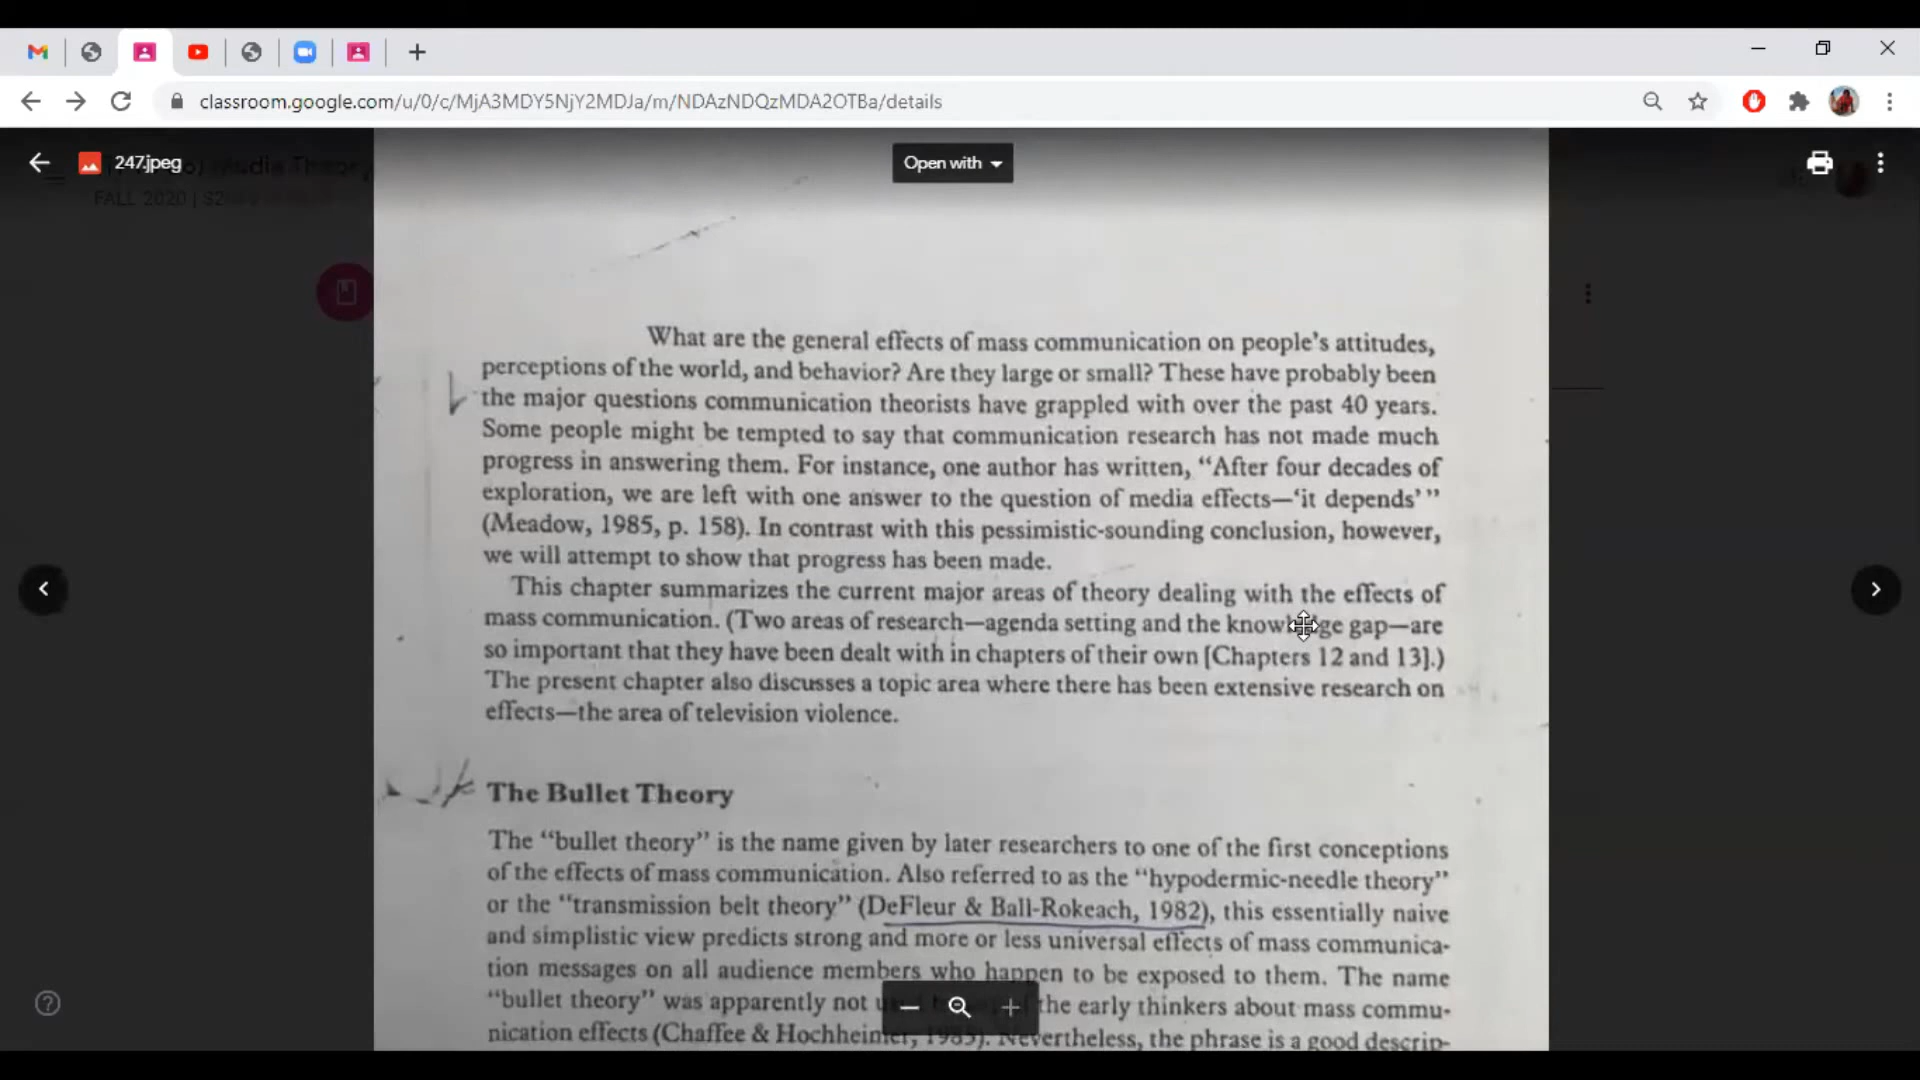 classroom.google.com/u/0/c/MjA3MDY5NjY2MDJa/m/NDAzNDQzMDA2OTBa/details
247.jpeg
Open with
FALL 2020 | S2
What are the general effects of mass communication on people's attitudes,
perceptions of the world, and behavior? Are they large or small? These have probably been
the major questions communication theorists have grappled with over the past 40 years.
Some people might be tempted to say that communication research has not made much
progress in answering them. For instance, one author has written, “After four decades of
exploration, we are left with one answer to the question of media effects—‘it depends’”
(Meadow, 1985, p. 158). In contrast with this pessimistic-sounding conclusion, however,
we will attempt to show that progress has been made.
This chapter summarizes the current major areas of theory dealing with the effects of
mass communication. (Two areas of research—agenda setting and the knowledge gap—are
so important that they have been dealt with in chapters of their own [Chapters 12 and 13].)
The present chapter also discusses a topic area where there has been extensive research on
effects—the area of television violence.
The Bullet Theory
The “bullet theory” is the name given by later researchers to one of the first conceptions
of the effects of mass communication. Also referred to as the “hypodermic-needle theory”
or the “transmission belt theory” (DeFleur & Ball-Rokeach, 1982), this essentially naive
and simplistic view predicts strong and more or less universal effects of mass communica-
tion messages on all audience members who happen to be exposed to them. The name
“bullet theory” was apparently not the early thinkers about mass commu-
nication effects (Chaffee & Hochheimer, 1985). Nevertheless, the phrase is a good descrip-